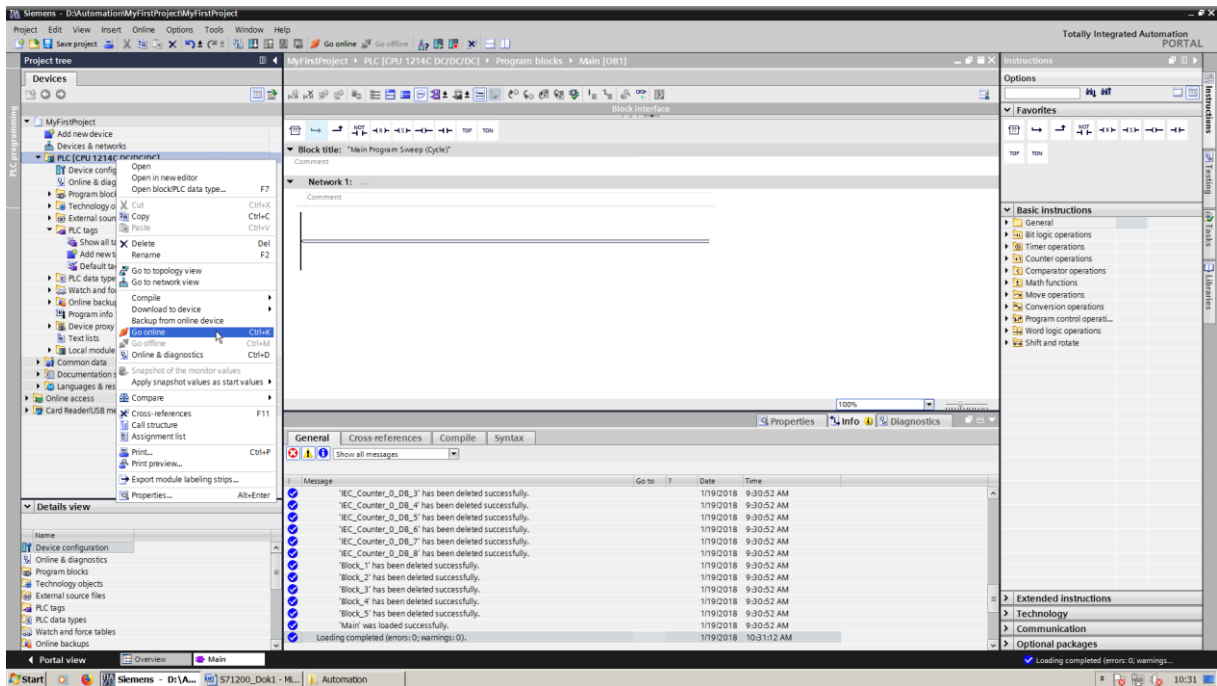 Siemens - D:\Automation\MyFirstProject\MyFirstProject
Project Edit View Insert Online Options Tools Window Help
Save project
Go online
Go offline
Totally Integrated Automation
PORTAL
Project tree
Devices
PLC programming
MyFirstProject
Add new device
Devices & networks
PLC [CPU 1214C DC/DC/DC]
Device config
Online & diag
Program block
Technology o
External sour
PLC tags
Show all ta
Add new t
Default ta
PLC data type
Watch and fo
Online backup
Program info
Device proxy
Text lists
Local module
Common data
Documentation s
Languages & res
Online access
Card Reader/USB me
Open
Open in new editor
Open block/PLC data type... F7
Cut Ctrl+X
Copy Ctrl+C
Paste Ctrl+V
Delete Del
Rename F2
Go to topology view
Go to network view
Compile
Download to device
Backup from online device
Go online Ctrl+K
Go offline Ctrl+M
Online & diagnostics Ctrl+D
Snapshot of the monitor values
Apply snapshot values as start values
Compare
Cross-references F11
Call structure
Assignment list
Print... Ctrl+P
Print preview...
Export module labeling strips...
Properties... Alt+Enter
Details view
Name
Device configuration
Online & diagnostics
Program blocks
Technology objects
External source files
PLC tags
PLC data types
Watch and force tables
Online backups
MyFirstProject PLC [CPU 1214C DC/DC/DC] Program blocks Main [OB1]
Block interface
NOT
TOF TON
Block title: "Main Program Sweep (Cycle)"
Comment
Network 1: .....
Comment
100%
Properties Info Diagnostics
General Cross-references Compile Syntax
Show all messages
! Message Go to ? Date Time
'IEC_Counter_0_DB_3' has been deleted successfully. 1/19/2018 9:30:52 AM
'IEC_Counter_0_DB_4' has been deleted successfully. 1/19/2018 9:30:52 AM
'IEC_Counter_0_DB_5' has been deleted successfully. 1/19/2018 9:30:52 AM
'IEC_Counter_0_DB_6' has been deleted successfully. 1/19/2018 9:30:52 AM
'IEC_Counter_0_DB_7' has been deleted successfully. 1/19/2018 9:30:52 AM
'IEC_Counter_0_DB_8' has been deleted successfully. 1/19/2018 9:30:52 AM
'Block_1' has been deleted successfully. 1/19/2018 9:30:52 AM
'Block_2' has been deleted successfully. 1/19/2018 9:30:52 AM
'Block_3' has been deleted successfully. 1/19/2018 9:30:52 AM
'Block_4' has been deleted successfully. 1/19/2018 9:30:52 AM
'Block_5' has been deleted successfully. 1/19/2018 9:30:52 AM
'Main' was loaded successfully. 1/19/2018 9:30:52 AM
Loading completed (errors: 0; warnings: 0). 1/19/2018 10:31:12 AM
Instructions
Options
Favorites
NOT
TOF TON
Basic instructions
General
Bit logic operations
Timer operations
Counter operations
Comparator operations
Math functions
Move operations
Conversion operations
Program control operati...
Word logic operations
Shift and rotate
Extended instructions
Technology
Communication
Optional packages
Instructions
Testing
Tasks
Libraries
Portal view
Overview
Main
Loading completed (errors: 0; warnings...
Start
Siemens - D:\A...
S71200_Dok1 - Mi...
Automation
10:31